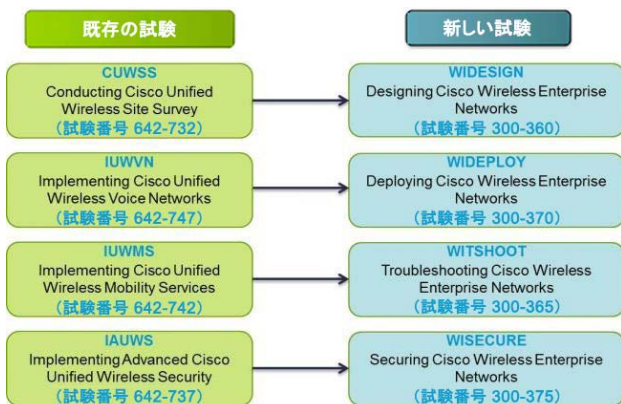 既存の試験
新しい試験
CUWSS
Conducting Cisco Unified
Wireless Site Survey
(試験番号 642-732)
WIDESIGN
Designing Cisco Wireless Enterprise
Networks
(試験番号 300-360)
IUWVN
Implementing Cisco Unified
Wireless Voice Networks
(試験番号 642-747)
WIDEPLOY
Deploying Cisco Wireless Enterprise
Networks
(試験番号 300-370)
IUWMS
Implementing Cisco Unified
Wireless Mobility Services
(試験番号 642-742)
WITSHOOT
Troubleshooting Cisco Wireless
Enterprise Networks
(試験番号 300-365)
IAUWS
Implementing Advanced Cisco
Unified Wireless Security
(試験番号 642-737)
WISECURE
Securing Cisco Wireless Enterprise
Networks
(試験番号 300-375)